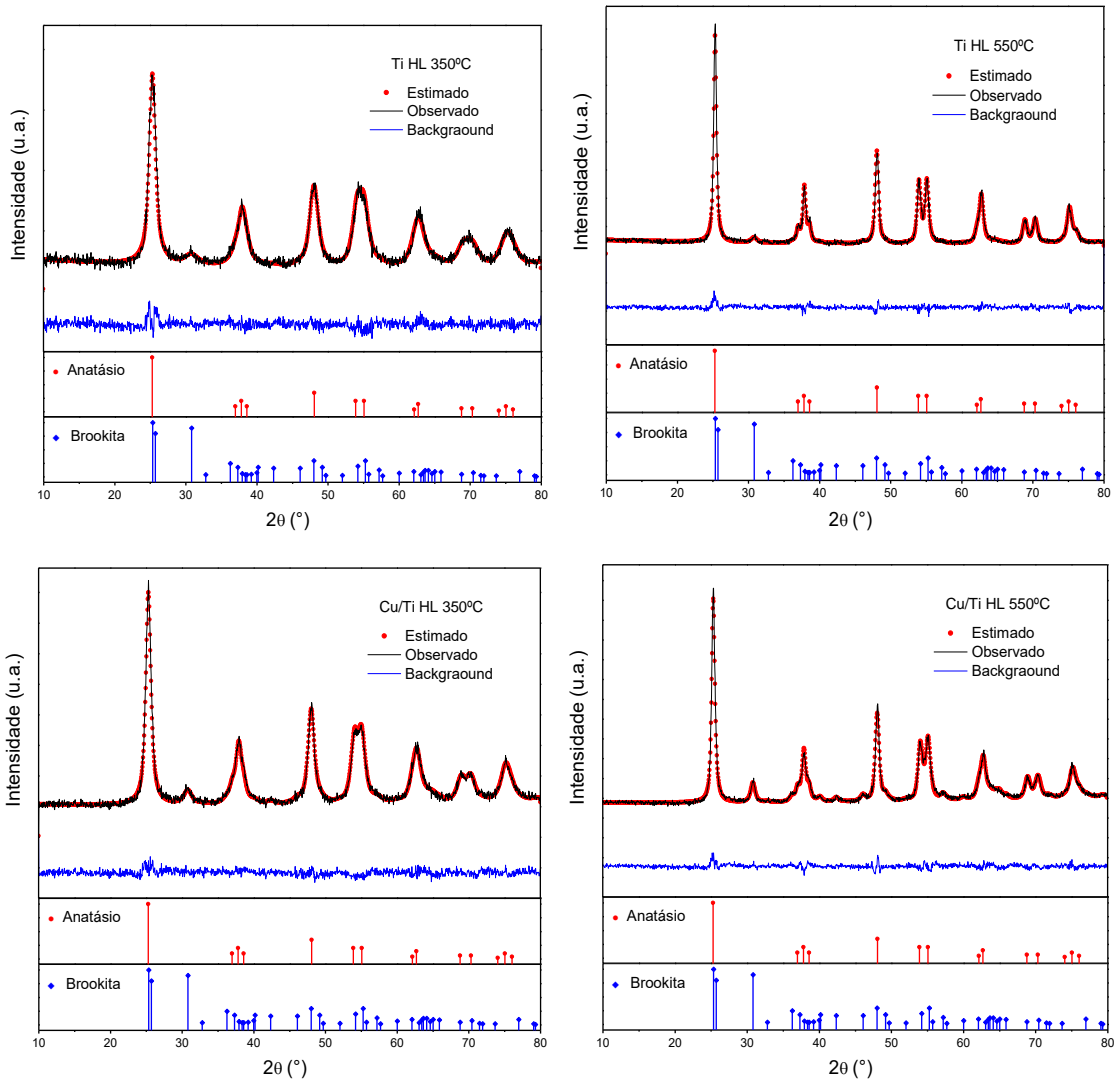 Ti HL 350ºC
Estimado
Observado
Backgraound
Intensidade (u.a.)
Anatásio
Brookita
10 20 30 40 50 60 70 80
2θ (°)
Ti HL 550ºC
Estimado
Observado
Backgraound
Intensidade (u.a.)
Anatásio
Brookita
10 20 30 40 50 60 70 80
2θ (°)
Cu/Ti HL 350ºC
Estimado
Observado
Backgraound
Intensidade (u.a.)
Anatásio
Brookita
10 20 30 40 50 60 70 80
2θ (°)
Cu/Ti HL 550ºC
Estimado
Observado
Backgraound
Intensidade (u.a.)
Anatásio
Brookita
10 20 30 40 50 60 70 80
2θ (°)